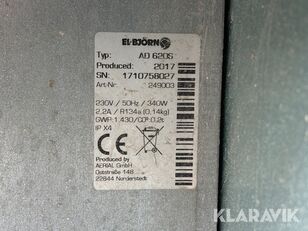 EL-BJÖRN
Typ: AD 620S
Produced: 2017
SN: 1710758027
Art-Nr. 249003
230V / 50Hz / 340W
2,2A / R134a (0,14kg)
GWP:1.430/CO²:0,2t
IP X4
CE
Produced by
AERIAL GmbH
Oststraße 148
22844 Norderstedt
KLARAVIK